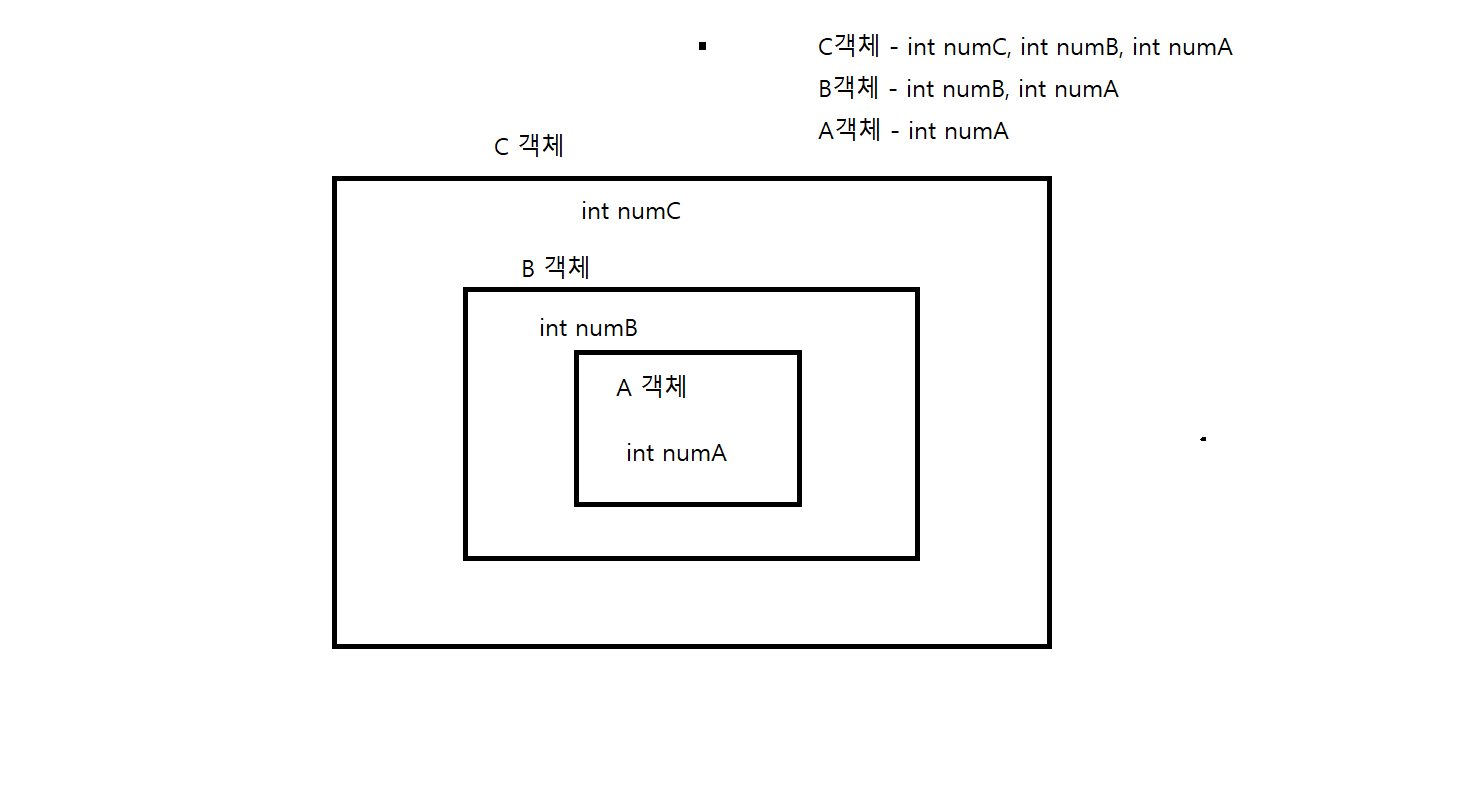 C객체 - int numC, int numB, int numA
B객체 - int numB, int numA
A객체 - int numA
C 객체
int numC
B 객체
int numB
A 객체
int numA